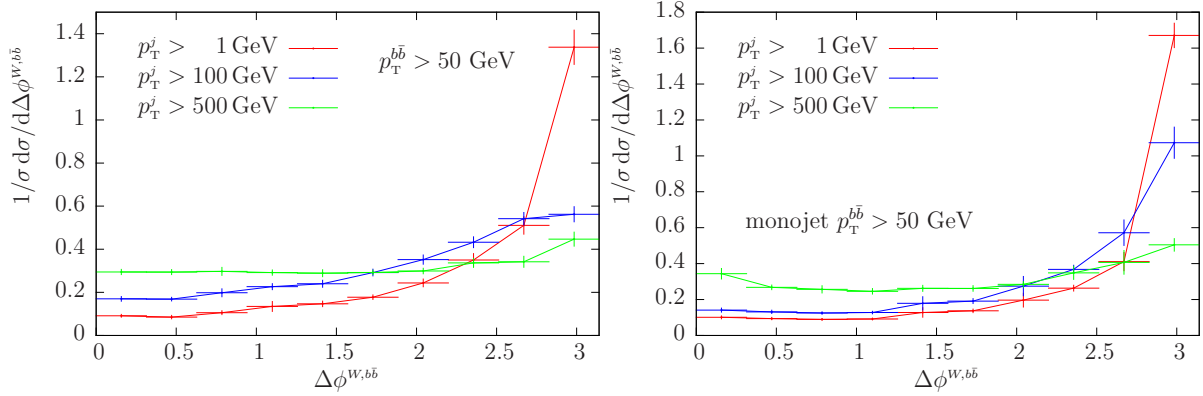 1/σ dσ/dΔφ^{W,bb̄}
1.4
1.2
1
0.8
0.6
0.4
0.2
0
p_T^j > 1 GeV
p_T^j > 100 GeV
p_T^j > 500 GeV
p_T^{bb̄} > 50 GeV
0 0.5 1 1.5 2 2.5 3
Δφ^{W,bb̄}
1/σ dσ/dΔφ^{W,bb̄}
1.8
1.6
1.4
1.2
1
0.8
0.6
0.4
0.2
0
p_T^j > 1 GeV
p_T^j > 100 GeV
p_T^j > 500 GeV
monojet p_T^{bb̄} > 50 GeV
0 0.5 1 1.5 2 2.5 3
Δφ^{W,bb̄}